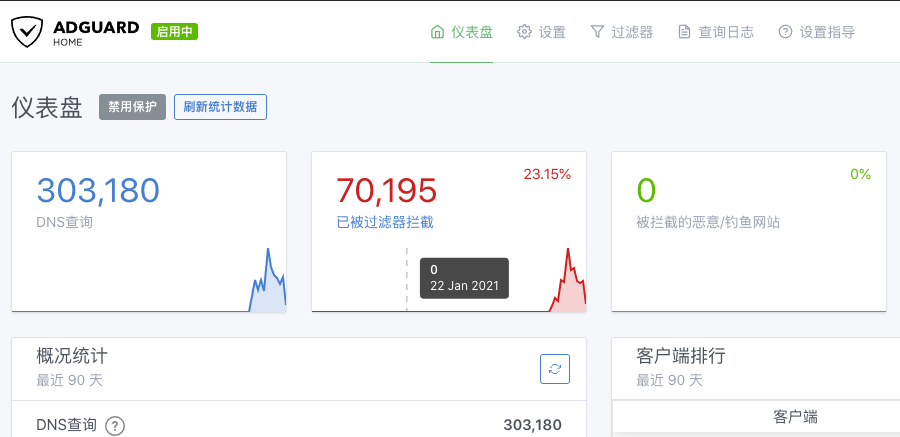 ADGUARD 启用中
HOME
仪表盘 设置 过滤器 查询日志 设置指导
仪表盘 禁用保护 刷新统计数据
303,180
DNS查询
70,195 23.15%
已被过滤器拦截
0
22 Jan 2021
0 0%
被拦截的恶意/钓鱼网站
概况统计
最近 90 天
DNS查询 ? 303,180
客户端排行
最近 90 天
客户端